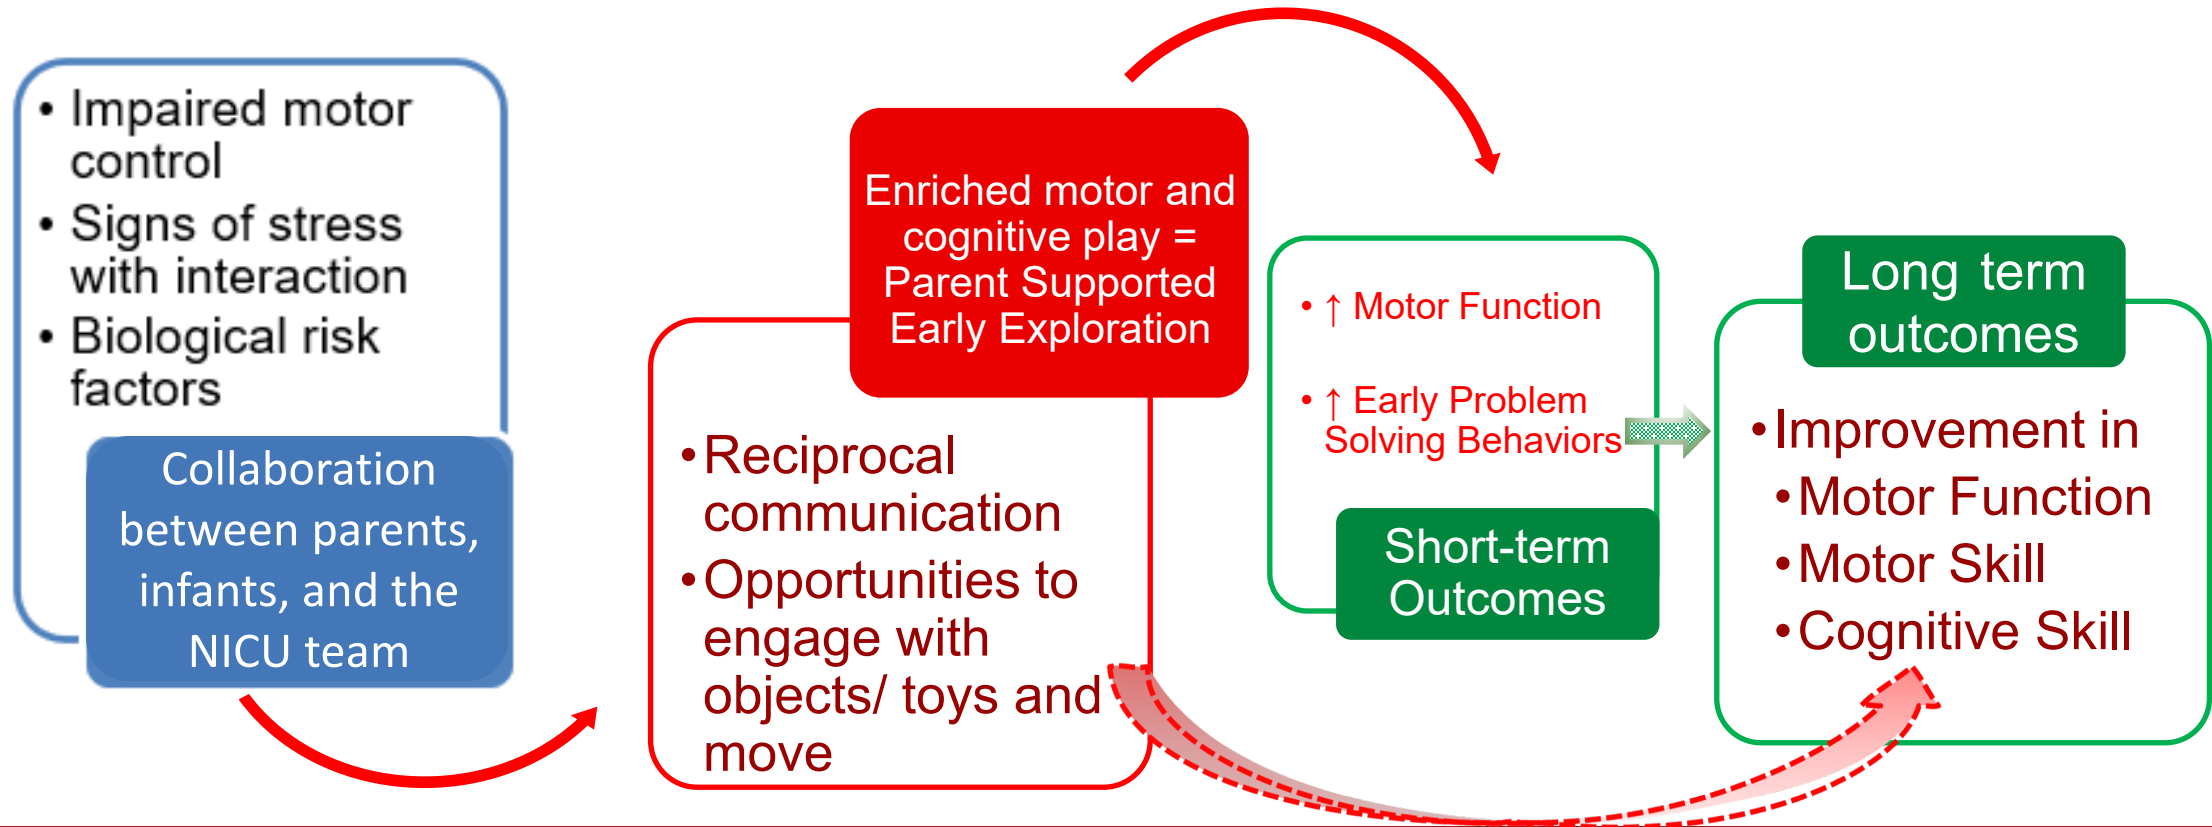 • Impaired motor
control
• Signs of stress
with interaction
• Biological risk
factors
Collaboration
between parents,
infants, and the
NICU team
Enriched motor and
cognitive play =
Parent Supported
Early Exploration
•Reciprocal
communication
•Opportunities to
engage with
objects/ toys and
move
• ↑ Motor Function
• ↑ Early Problem
Solving Behaviors
Short-term
Outcomes
Long term
outcomes
•Improvement in
•Motor Function
•Motor Skill
•Cognitive Skill